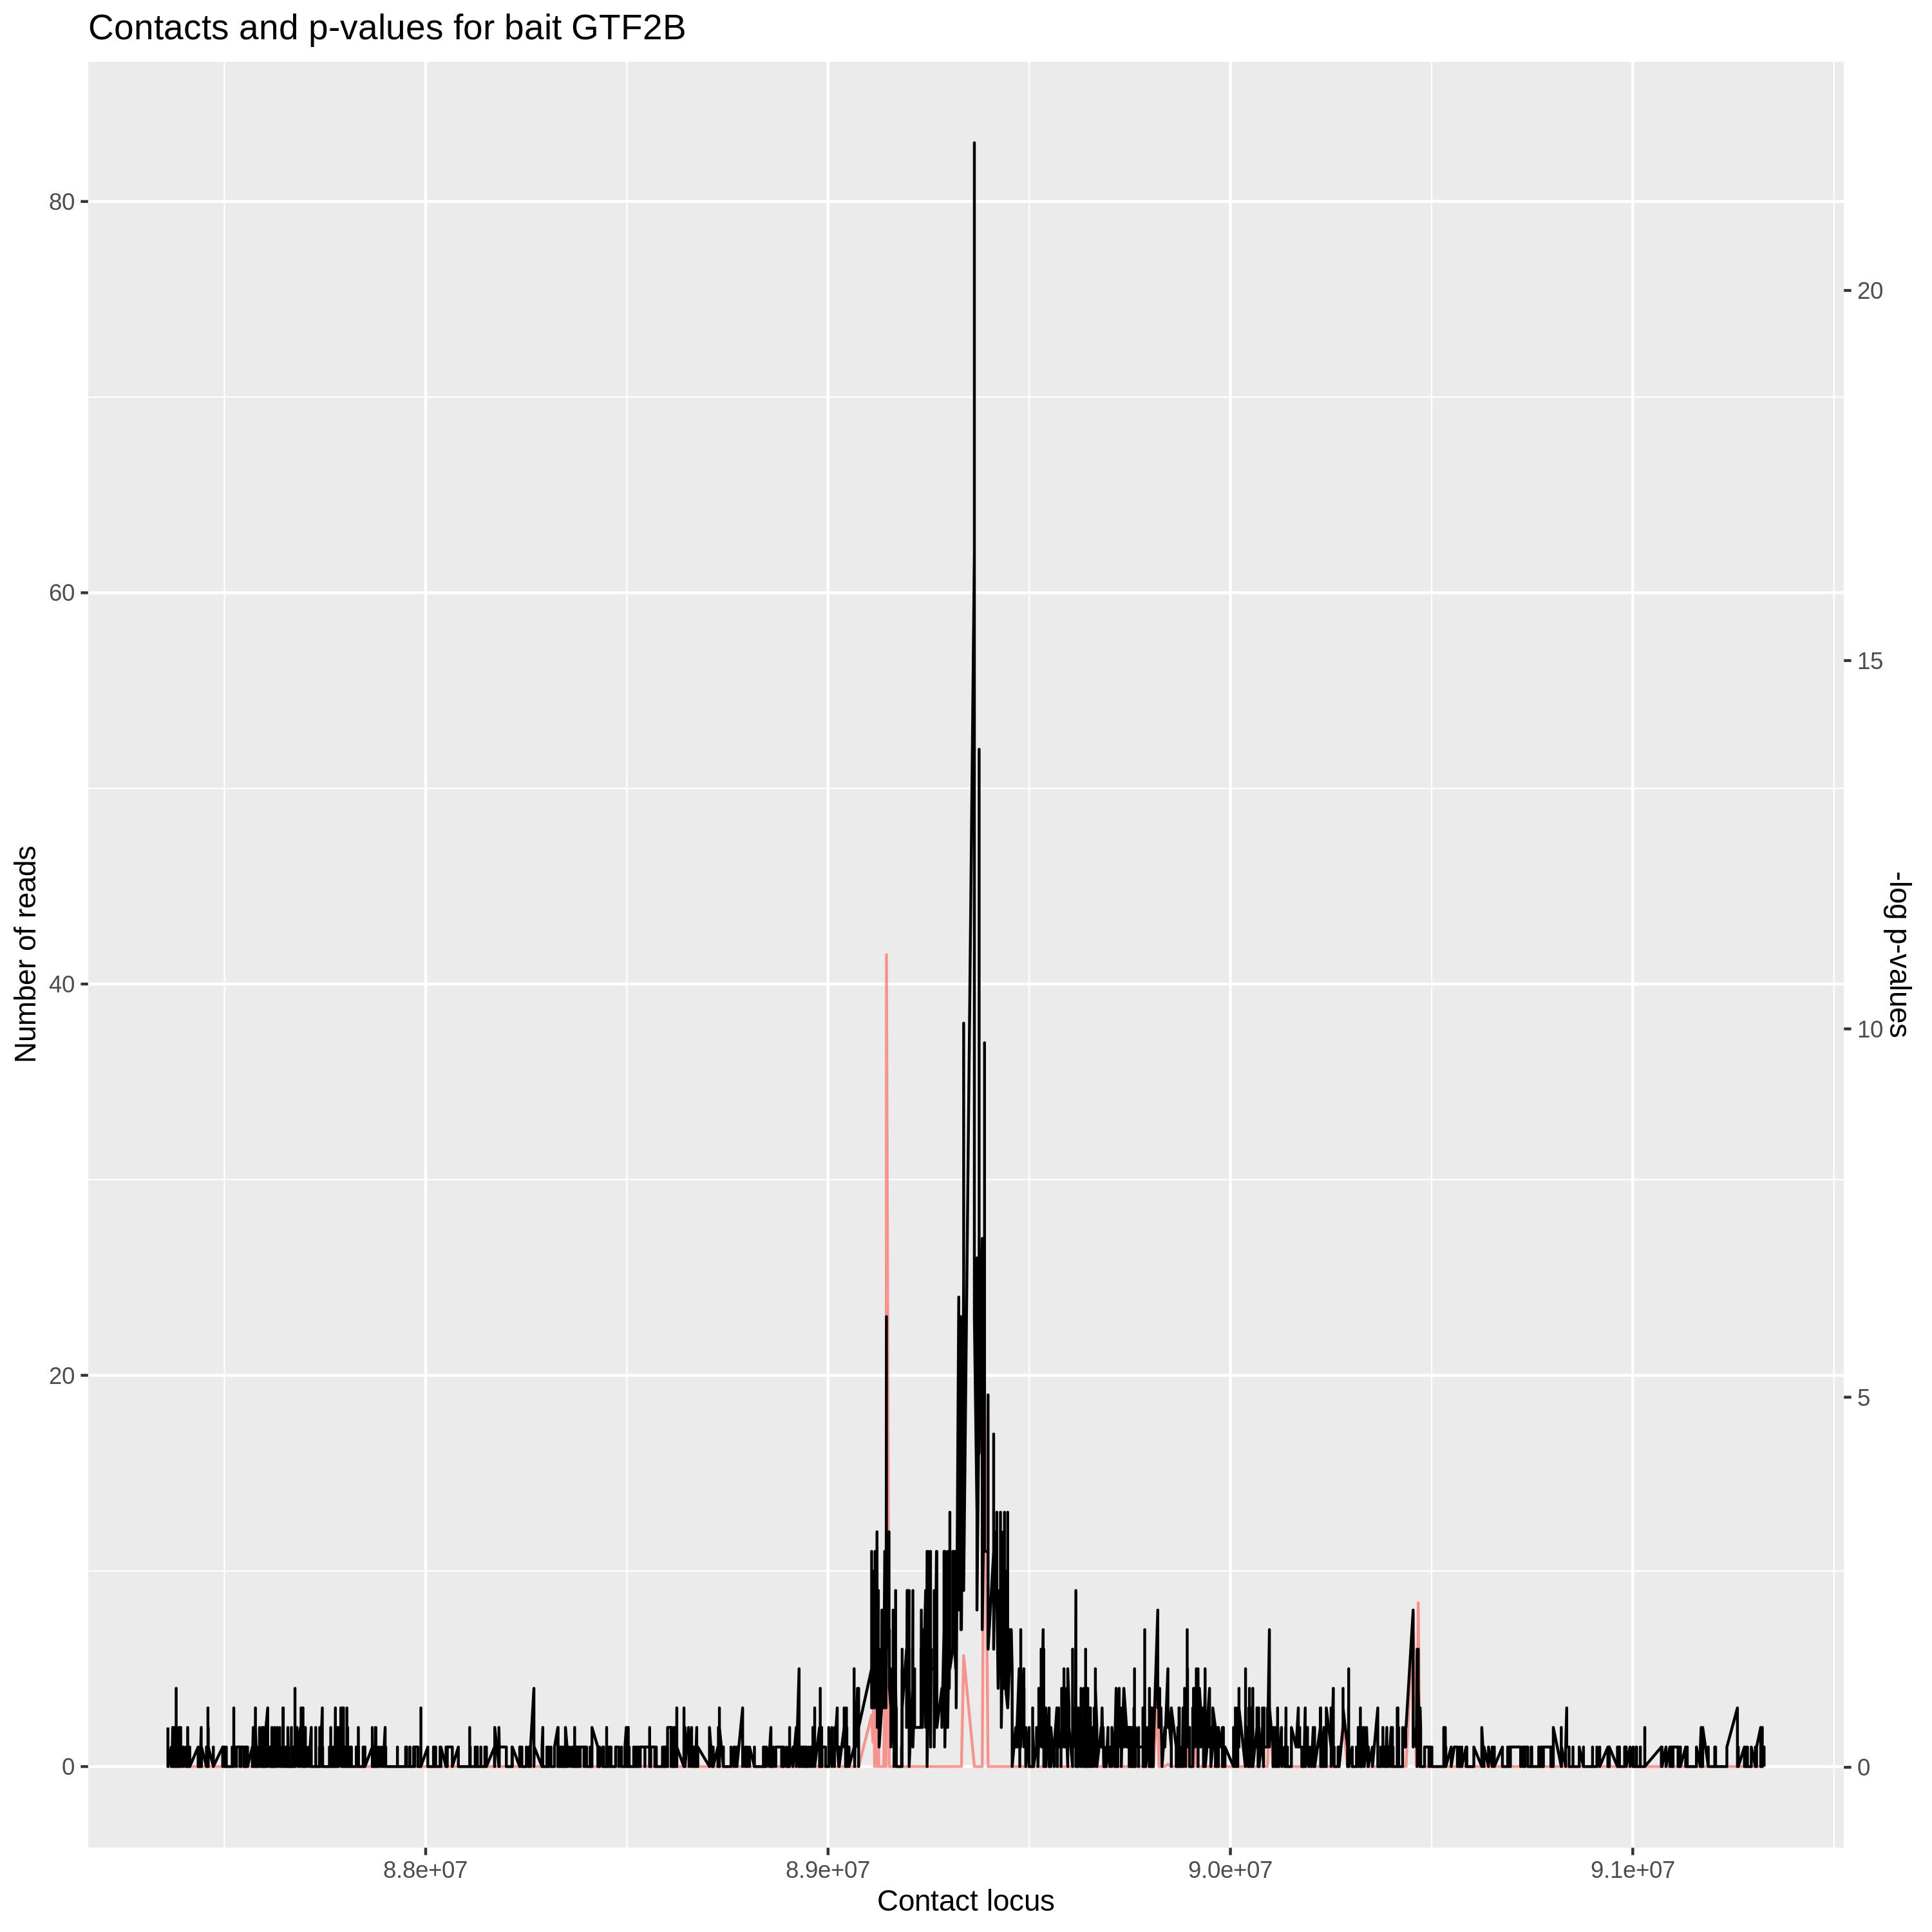 Contacts and p-values for bait GTF2B
80
60
40
20
0
Number of reads
20
15
10
5
0
-log p-values
8.8e+07 8.9e+07 9.0e+07 9.1e+07
Contact locus